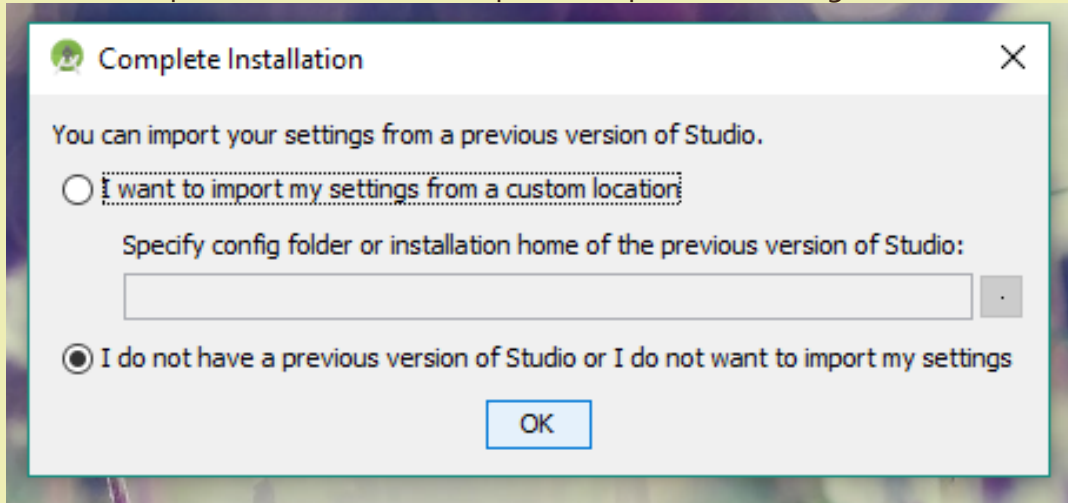 Complete Installation
You can import your settings from a previous version of Studio.
I want to import my settings from a custom location
Specify config folder or installation home of the previous version of Studio:
.
I do not have a previous version of Studio or I do not want to import my settings
OK